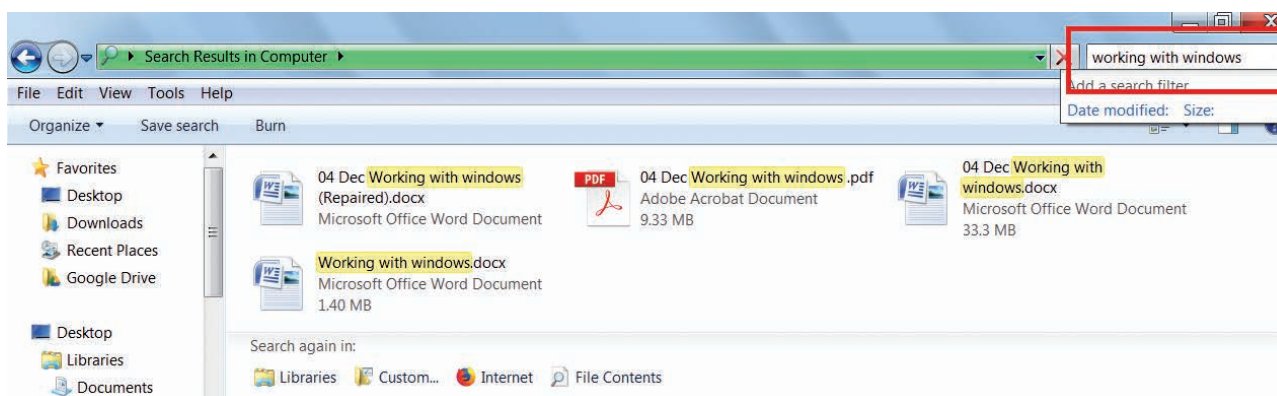 Search Results in Computer
working with windows
Add a search filter
Date modified: Size:
File Edit View Tools Help
Organize Save search Burn
Favorites
Desktop
Downloads
Recent Places
Google Drive
Desktop
Libraries
Documents
04 Dec Working with windows
(Repaired).docx
Microsoft Office Word Document
PDF
04 Dec Working with windows .pdf
Adobe Acrobat Document
9.33 MB
04 Dec Working with
windows.docx
Microsoft Office Word Document
33.3 MB
Working with windows.docx
Microsoft Office Word Document
1.40 MB
Search again in:
Libraries Custom... Internet File Contents